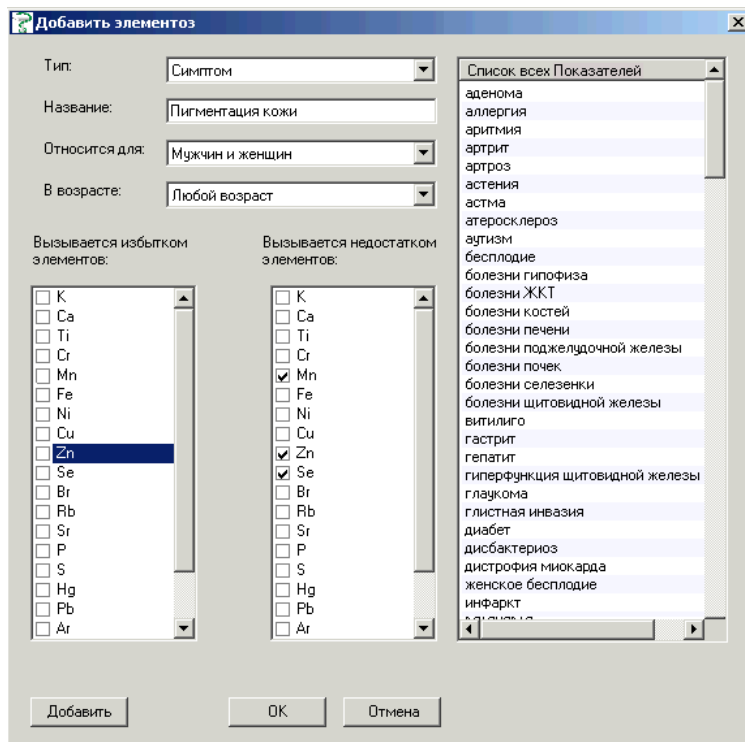 Добавить элементоз
Тип:
Симптом
Название:
Пигментация кожи
Относится для:
Мужчин и женщин
В возрасте:
Любой возраст
Вызывается избытком
элементов:
K
Ca
Ti
Cr
Mn
Fe
Ni
Cu
Zn
Se
Br
Rb
Sr
P
S
Hg
Pb
Ar
Вызывается недостатком
элементов:
K
Ca
Ti
Cr
Mn
Fe
Ni
Cu
Zn
Se
Br
Rb
Sr
P
S
Hg
Pb
Ar
Список всех Показателей
аденома
аллергия
аритмия
артрит
артроз
астения
астма
атеросклероз
аутизм
бесплодие
болезни гипофиза
болезни ЖКТ
болезни костей
болезни печени
болезни поджелудочной железы
болезни почек
болезни селезенки
болезни щитовидной железы
витилиго
гастрит
гепатит
гиперфункция щитовидной железы
глаукома
глистная инвазия
диабет
дисбактериоз
дистрофия миокарда
женское бесплодие
инфаркт
Добавить
OK
Отмена